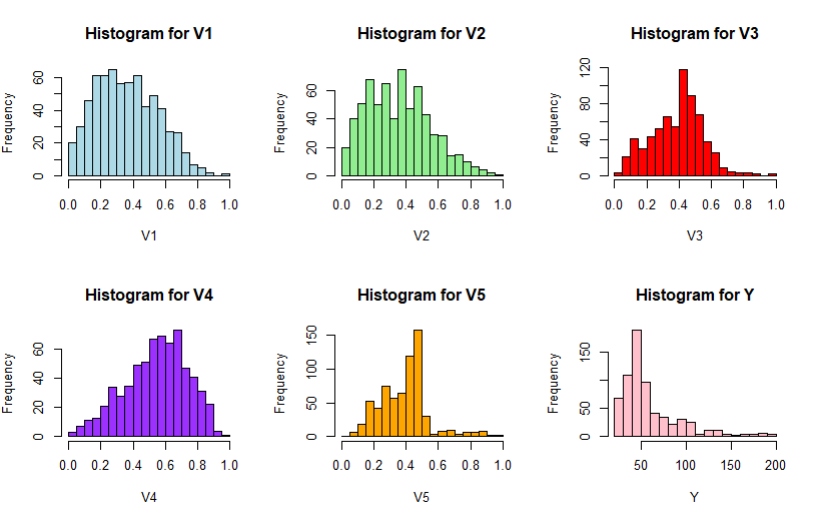 Histogram for V1
Frequency
0 20 40 60
0.0 0.2 0.4 0.6 0.8 1.0
V1
Histogram for V2
Frequency
0 20 40 60
0.0 0.2 0.4 0.6 0.8 1.0
V2
Histogram for V3
Frequency
0 40 80 120
0.0 0.2 0.4 0.6 0.8 1.0
V3
Histogram for V4
Frequency
0 20 40 60
0.0 0.2 0.4 0.6 0.8 1.0
V4
Histogram for V5
Frequency
0 50 100 150
0.0 0.2 0.4 0.6 0.8 1.0
V5
Histogram for Y
Frequency
0 50 150
50 100 150 200
Y